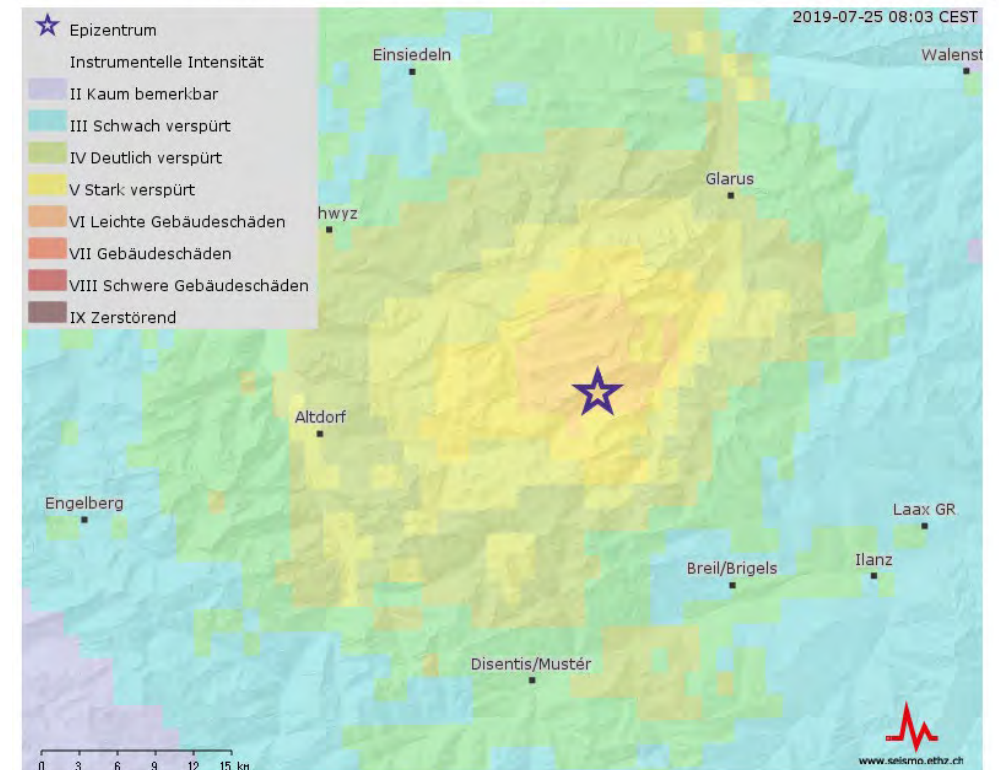 Epizentrum
Instrumentelle Intensität
II Kaum bemerkbar
III Schwach verspürt
IV Deutlich verspürt
V Stark verspürt
VI Leichte Gebäudeschäden
VII Gebäudeschäden
VIII Schwere Gebäudeschäden
IX Zerstörend
2019-07-25 08:03 CEST
Einsiedeln
Walenst
Glarus
hwyz
Altdorf
Engelberg
Laax GR
Ilanz
Breil/Brigels
Disentis/Mustér
0 3 6 9 12 15 km
www.seismo.ethz.ch